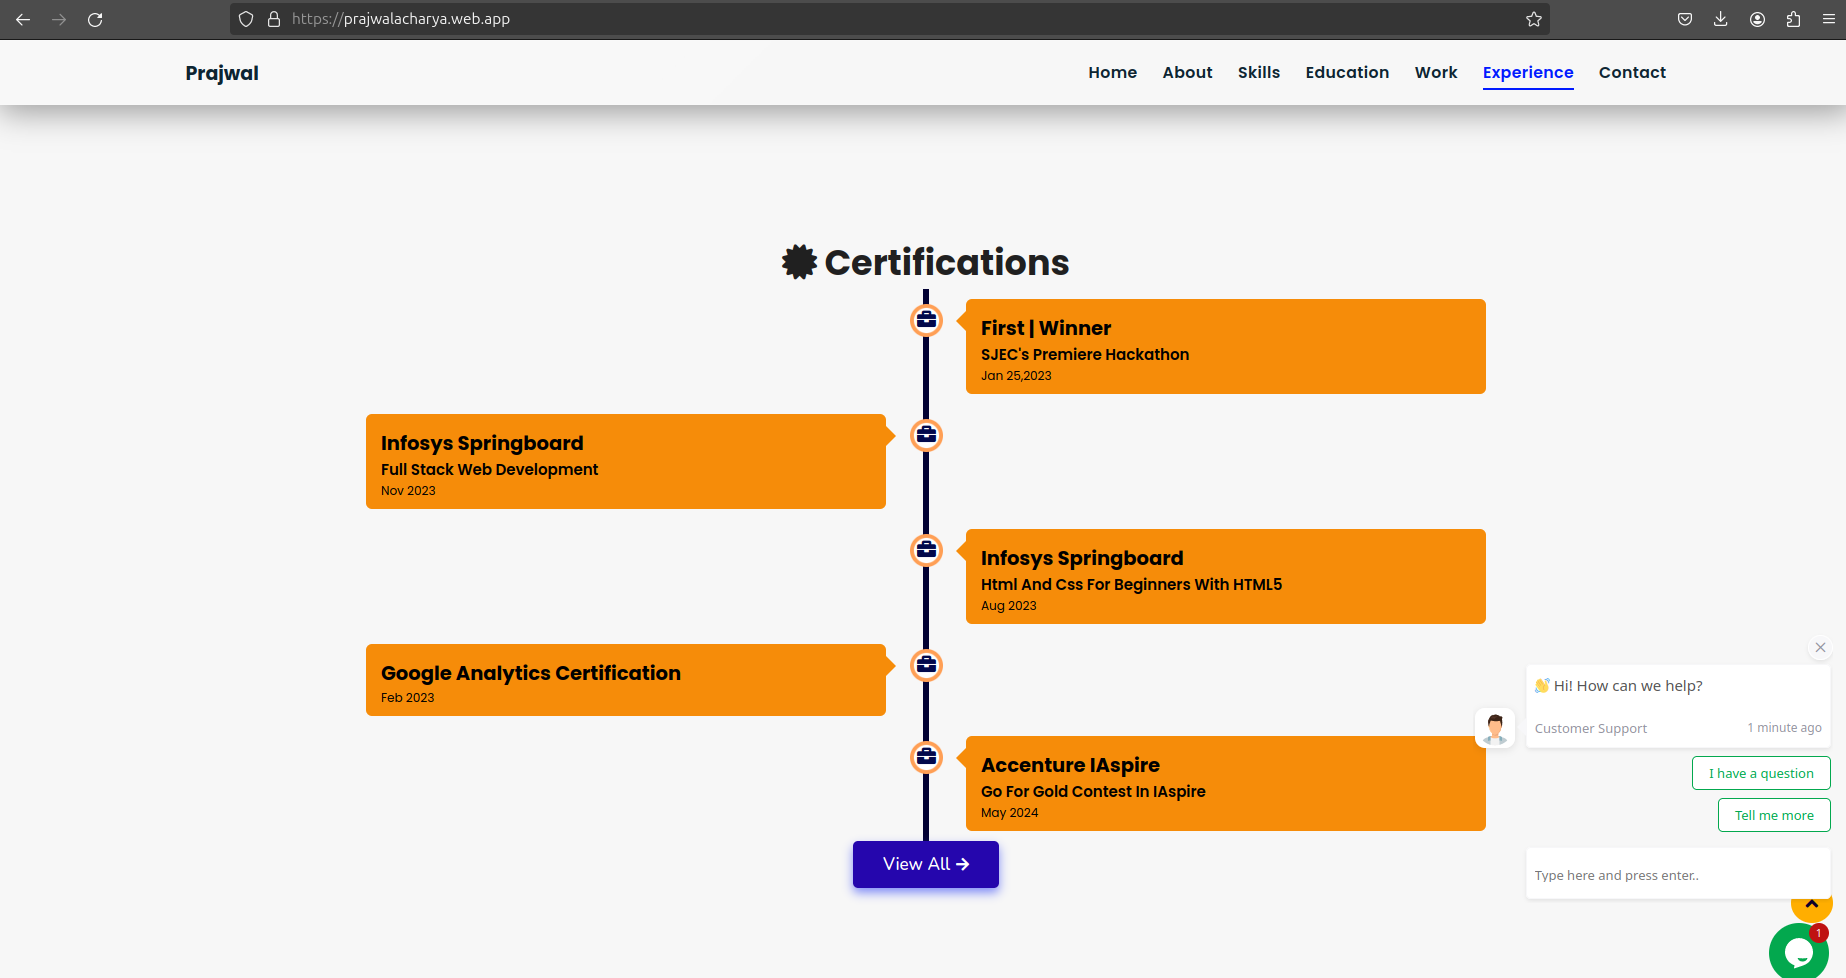 https://prajwalacharya.web.app
Prajwal
Home About Skills Education Work Experience Contact
Certifications
First | Winner
SJEC's Premiere Hackathon
Jan 25,2023
Infosys Springboard
Full Stack Web Development
Nov 2023
Infosys Springboard
Html And Css For Beginners With HTML5
Aug 2023
Google Analytics Certification
Feb 2023
Accenture IAspire
Go For Gold Contest In IAspire
May 2024
View All
👋 Hi! How can we help?
Customer Support 1 minute ago
I have a question
Tell me more
Type here and press enter..
1